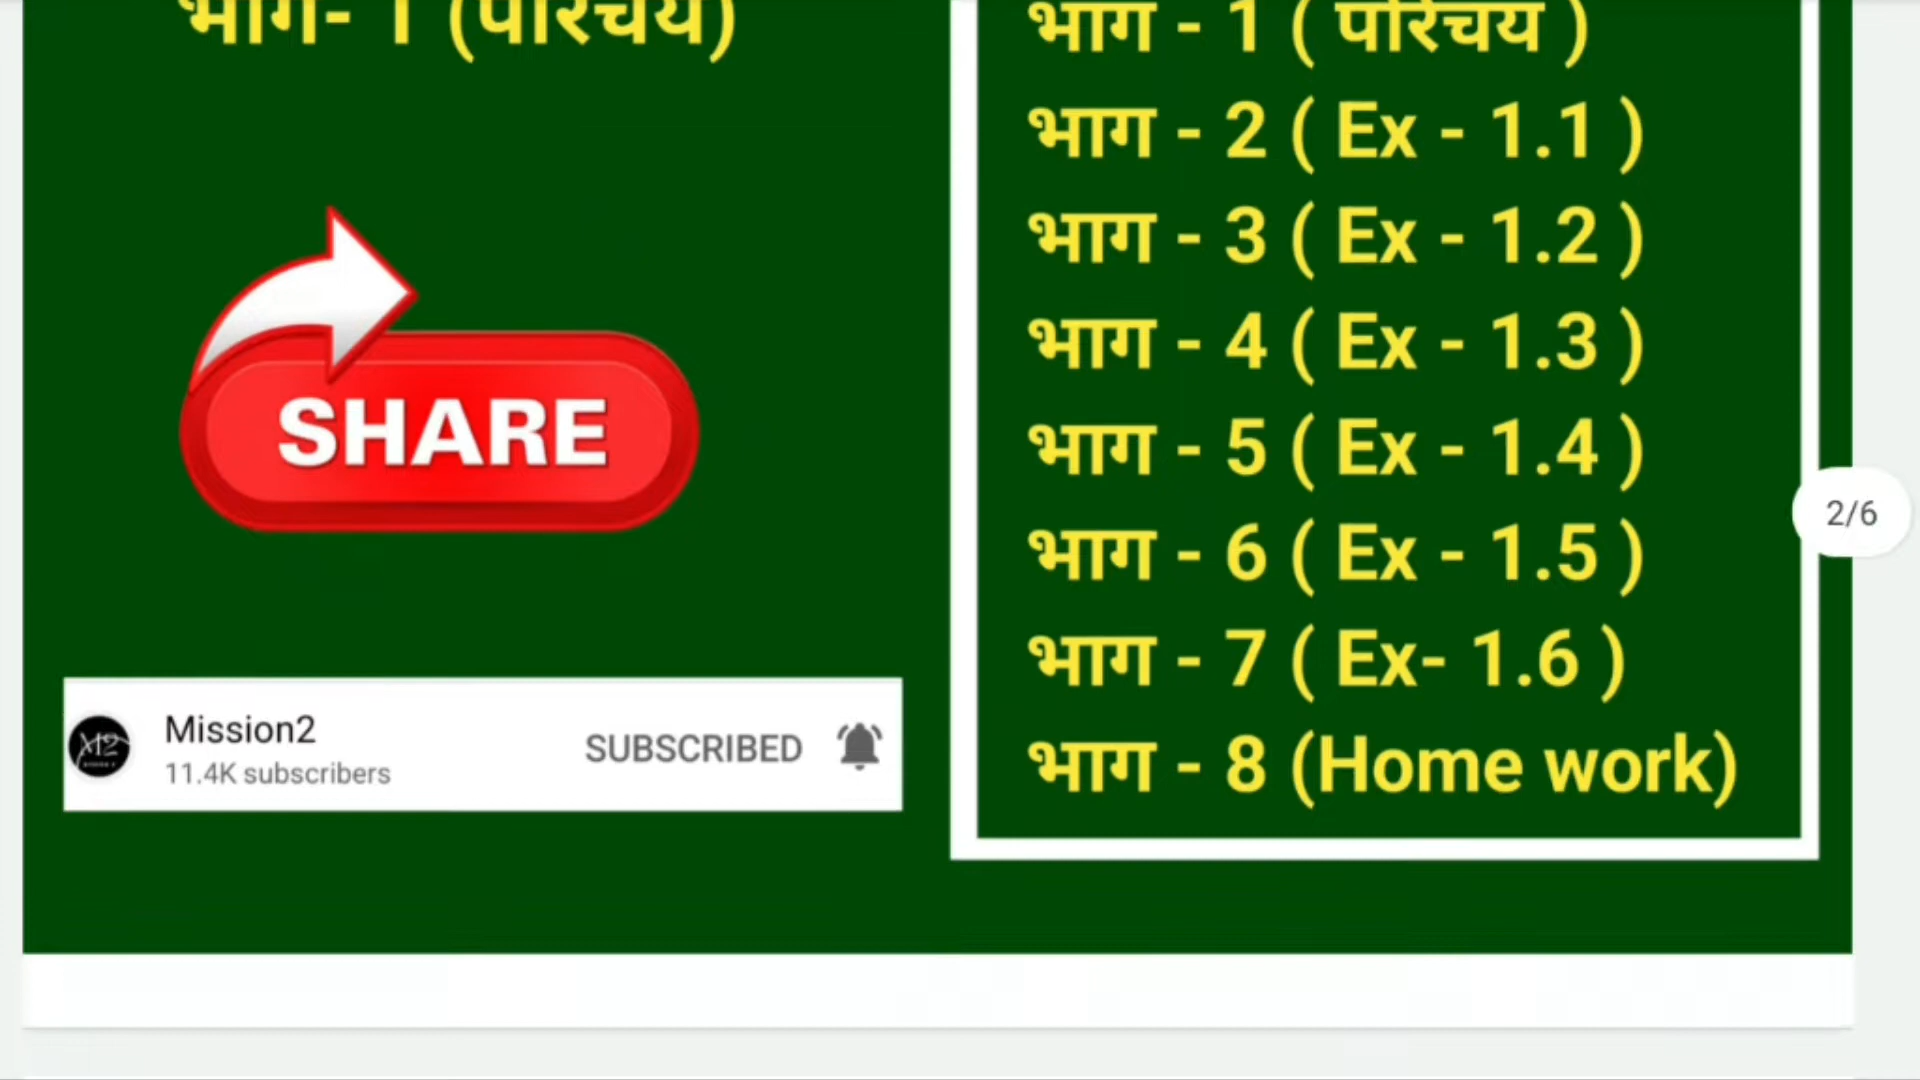 भाग- 1 (परिचय)
SHARE
Mission2
11.4K subscribers
SUBSCRIBED
भाग - 1 ( परिचय )
भाग - 2 ( Ex - 1.1 )
भाग - 3 ( Ex - 1.2 )
भाग - 4 ( Ex - 1.3 )
भाग - 5 ( Ex - 1.4 )
भाग - 6 ( Ex - 1.5 )
भाग - 7 ( Ex- 1.6 )
भाग - 8 (Home work)
2/6